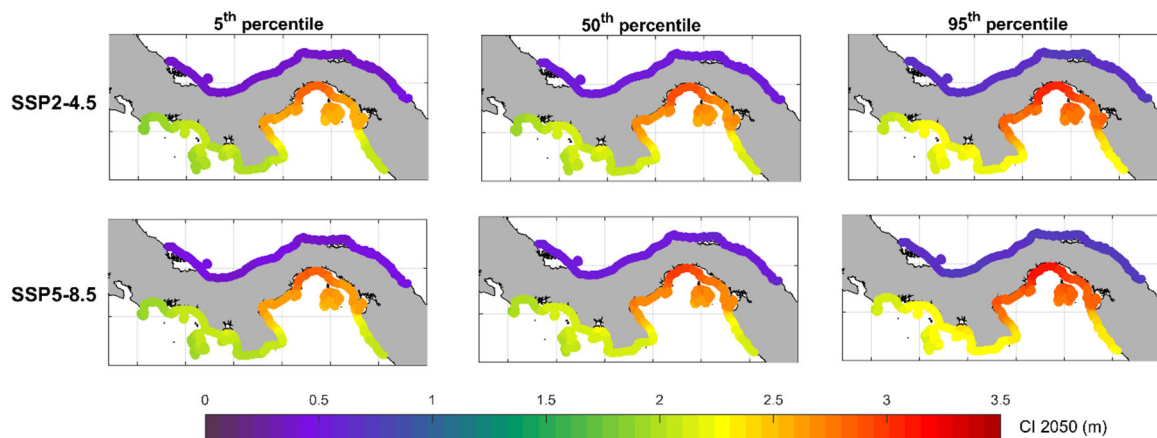 5th percentile 50th percentile 95th percentile
SSP2-4.5
SSP5-8.5
0 0.5 1 1.5 2 2.5 3 3.5 CI 2050 (m)